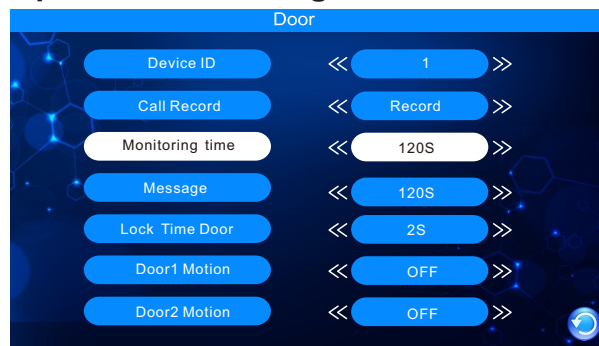 Door
Device ID « 1 »
Call Record « Record »
Monitoring time « 120S »
Message « 120S »
Lock Time Door « 2S »
Door1 Motion « OFF »
Door2 Motion « OFF »